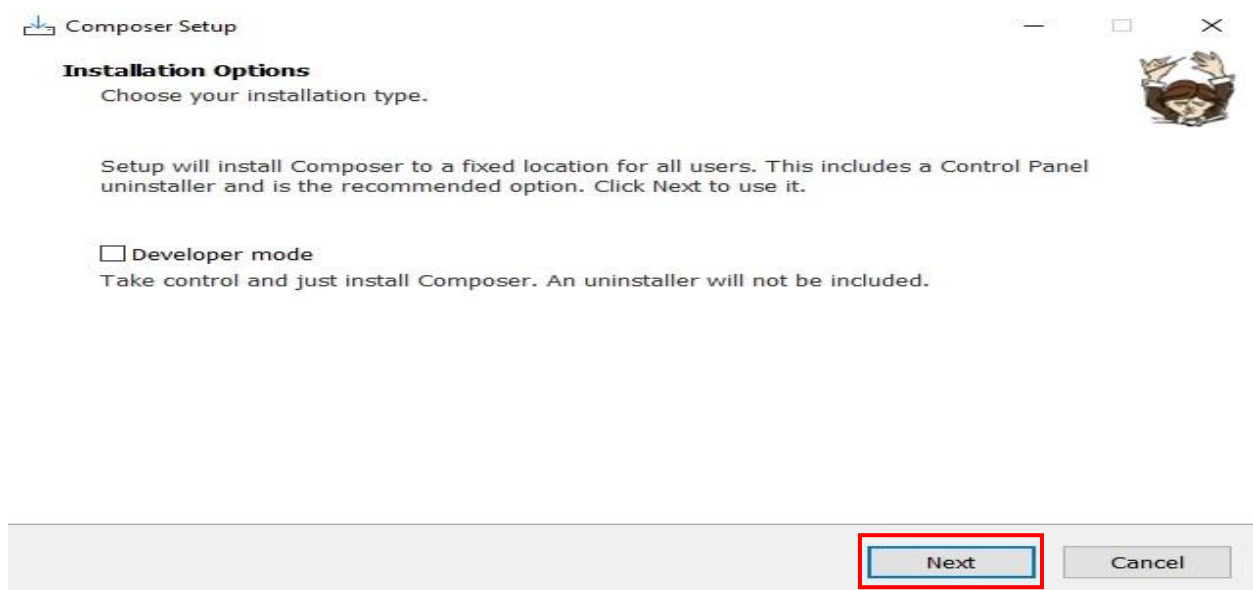 Composer Setup
Installation Options
Choose your installation type.
Setup will install Composer to a fixed location for all users. This includes a Control Panel
uninstaller and is the recommended option. Click Next to use it.
Developer mode
Take control and just install Composer. An uninstaller will not be included.
Next
Cancel